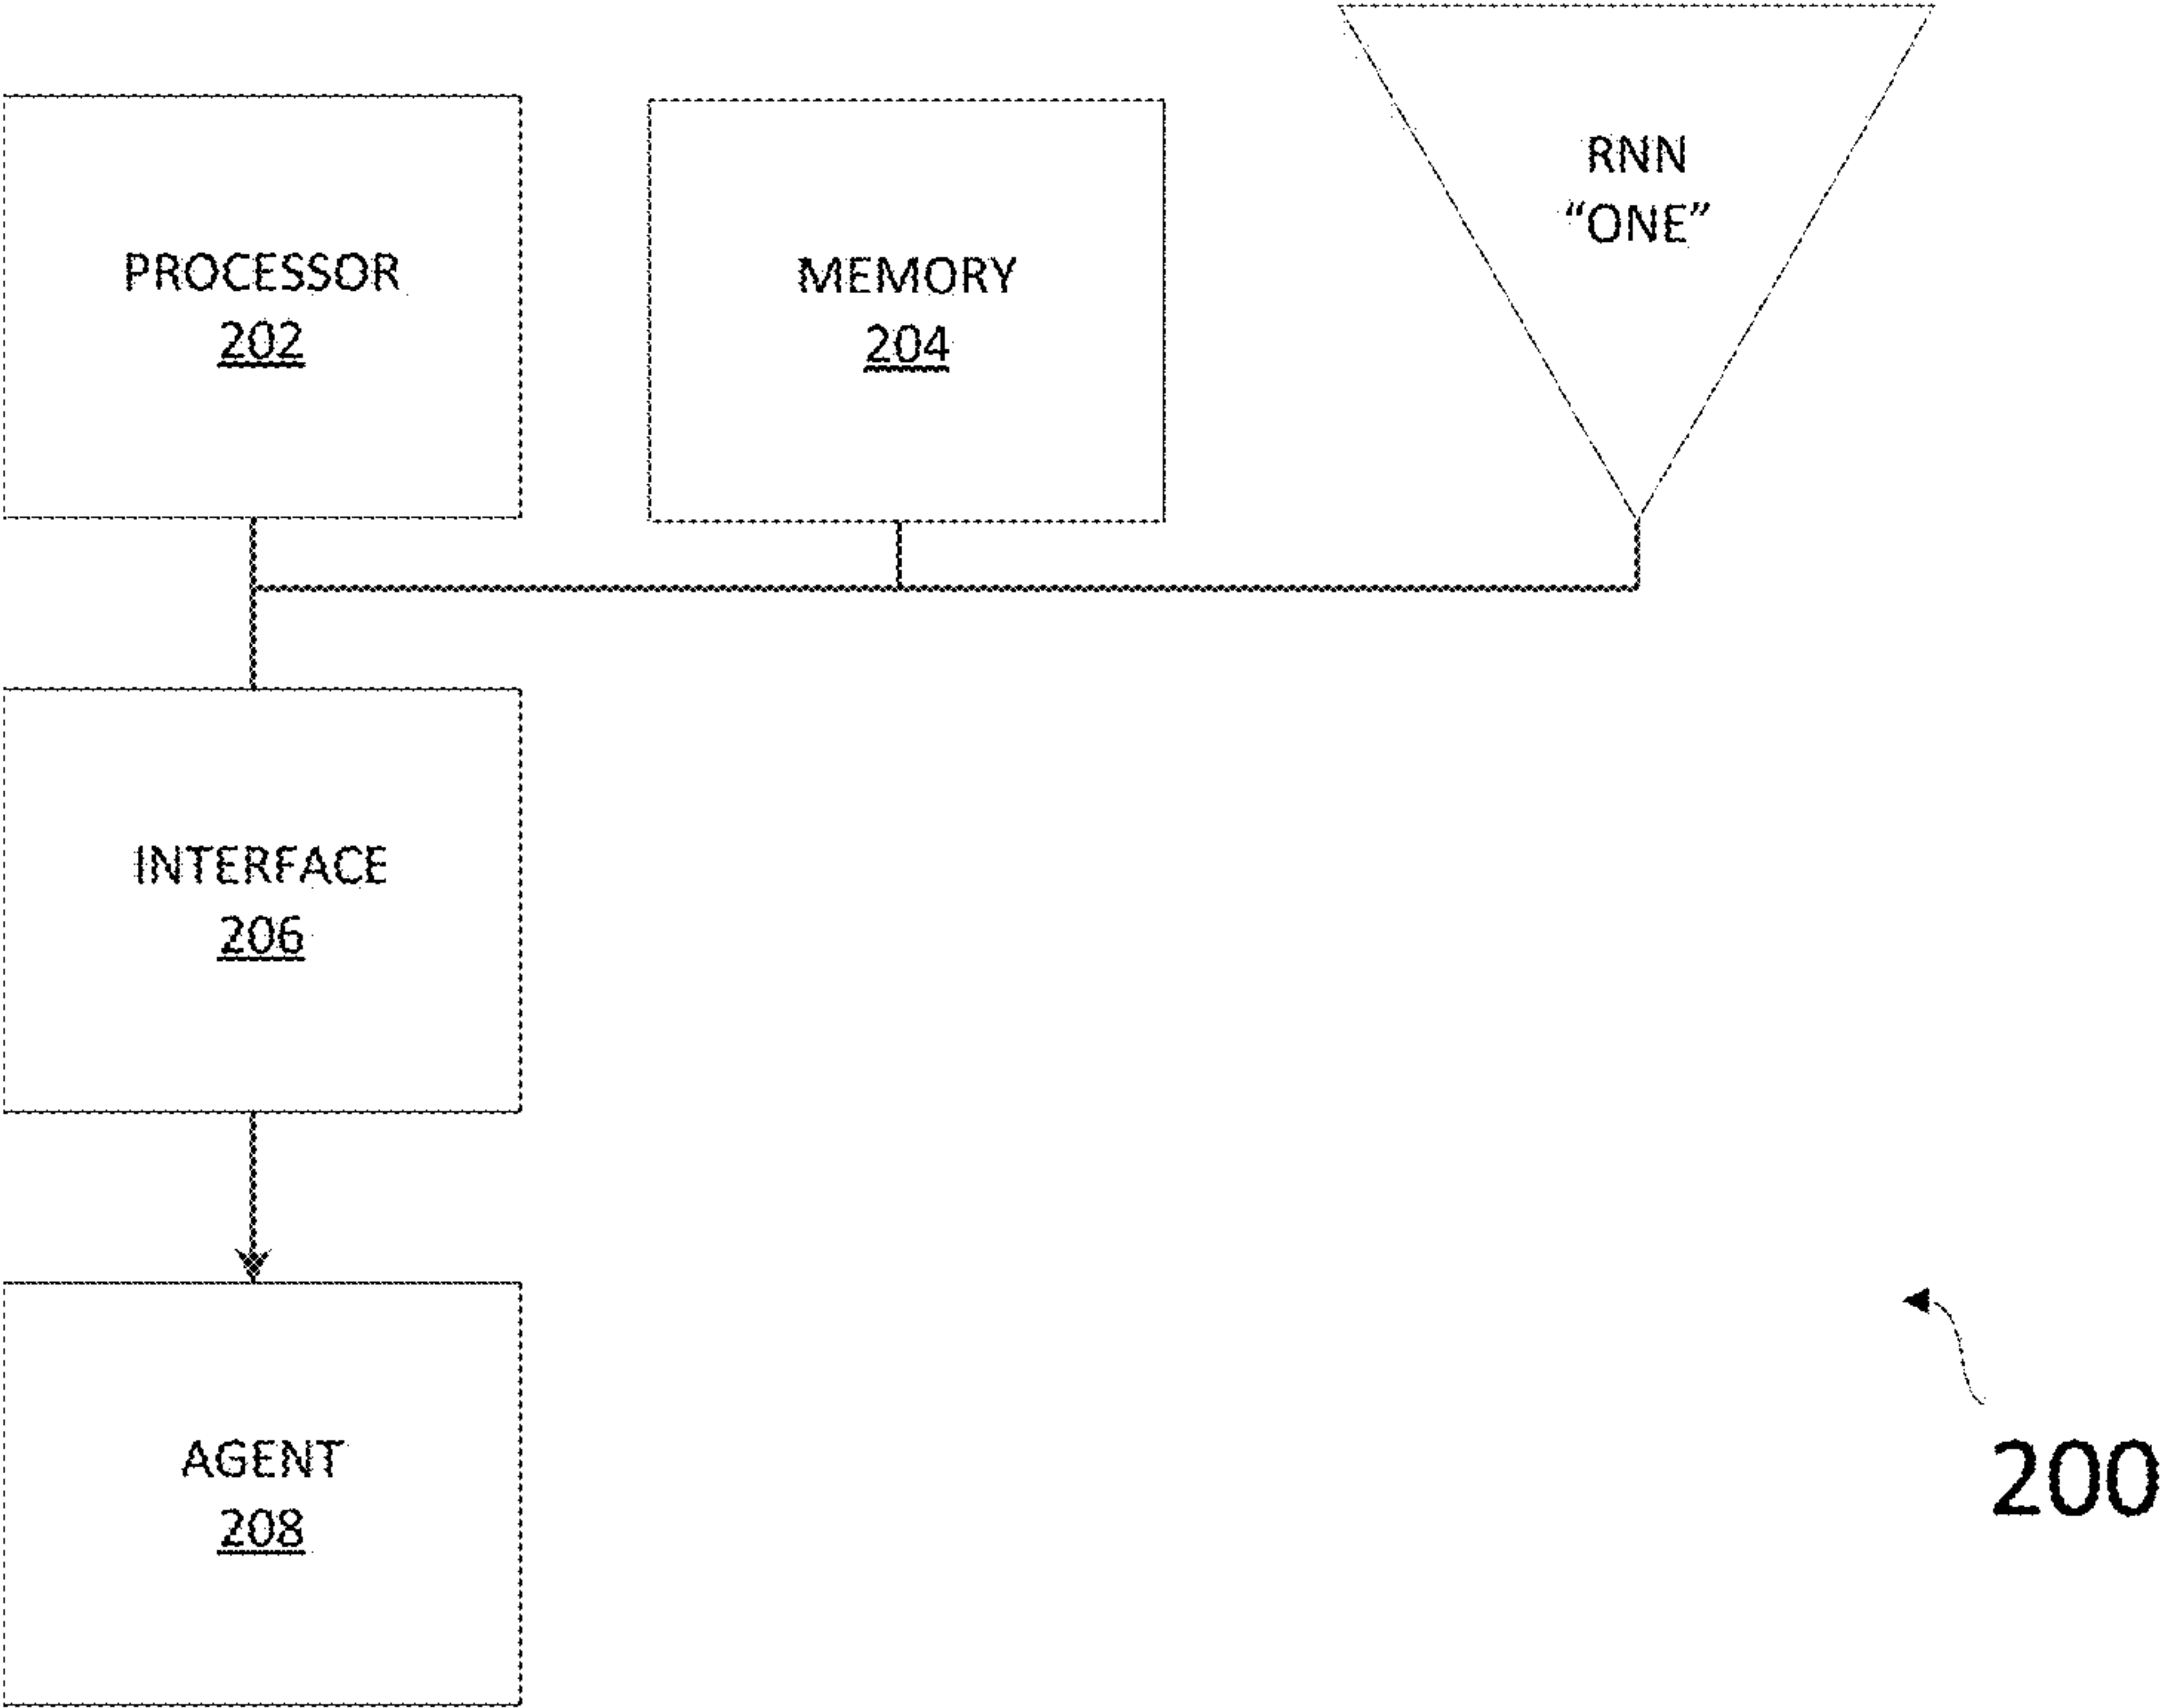 PROCESSOR
202
MEMORY
204
RNN
“ONE”
INTERFACE
206
AGENT
208
200